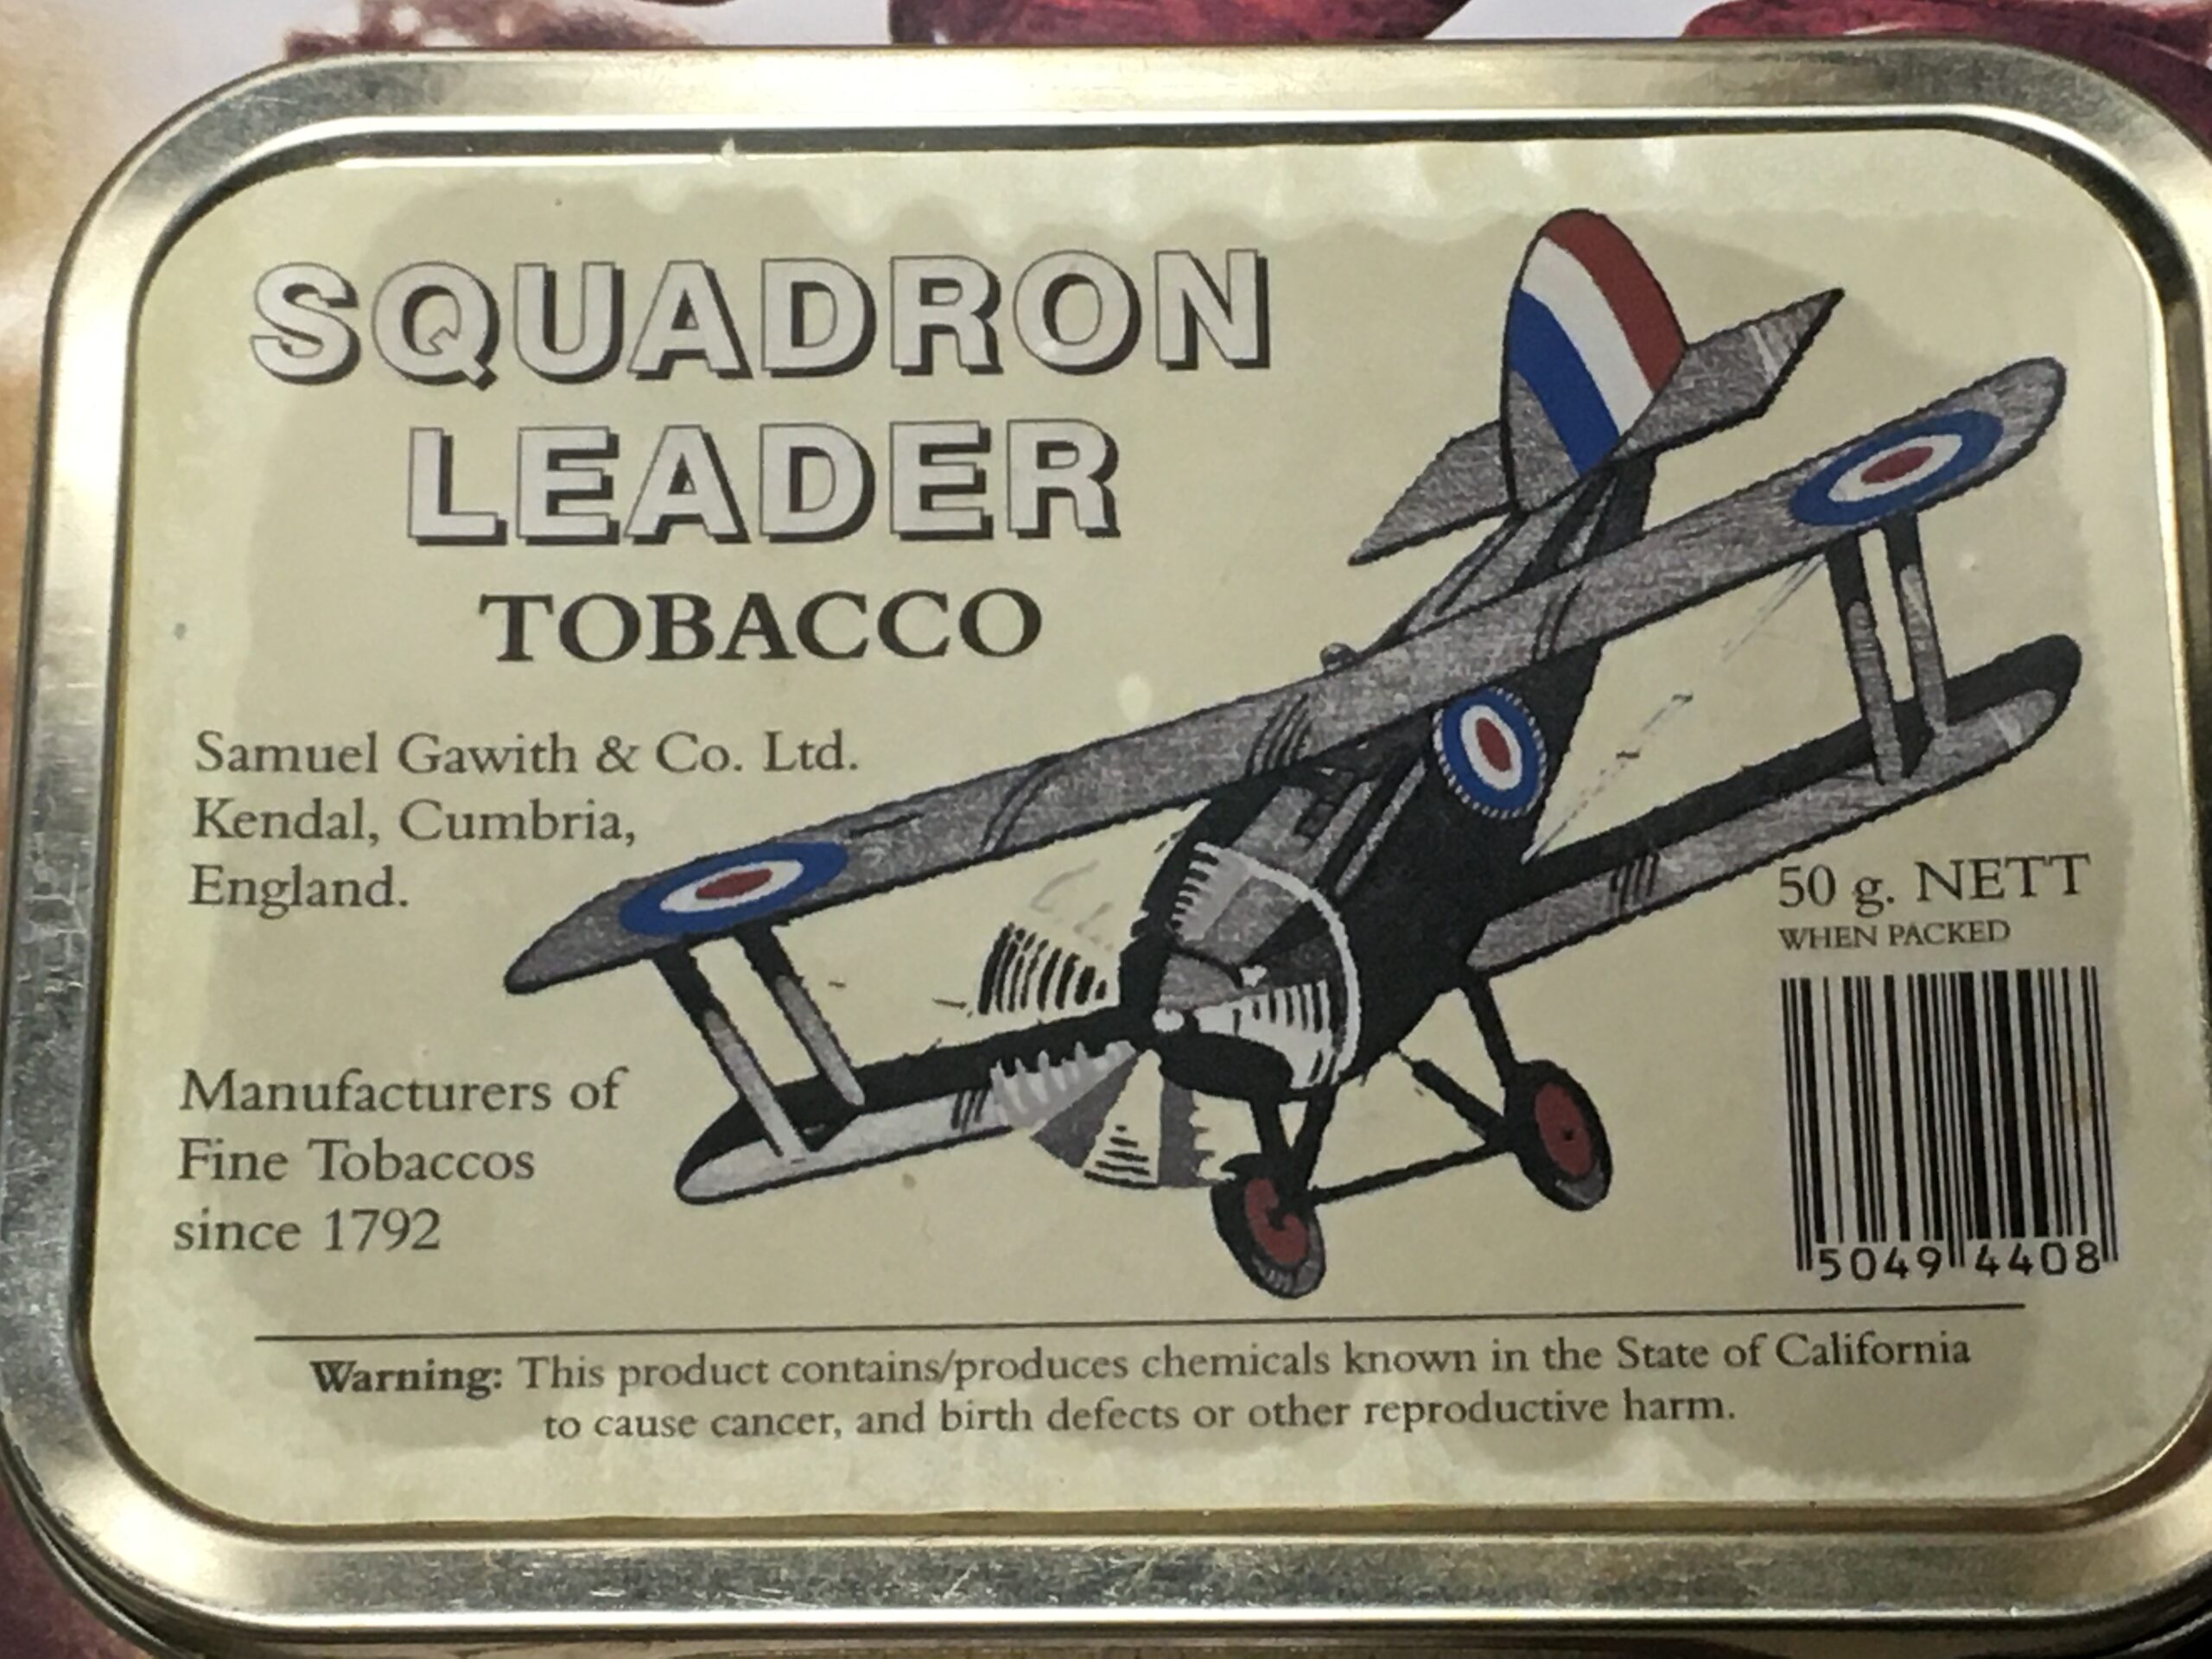 SQUADRON
LEADER
TOBACCO
Samuel Gawith & Co. Ltd.
Kendal, Cumbria,
England.
50 g. NETT
WHEN PACKED
Manufacturers of
Fine Tobaccos
since 1792
5049 4408
Warning: This product contains/produces chemicals known in the State of California
to cause cancer, and birth defects or other reproductive harm.